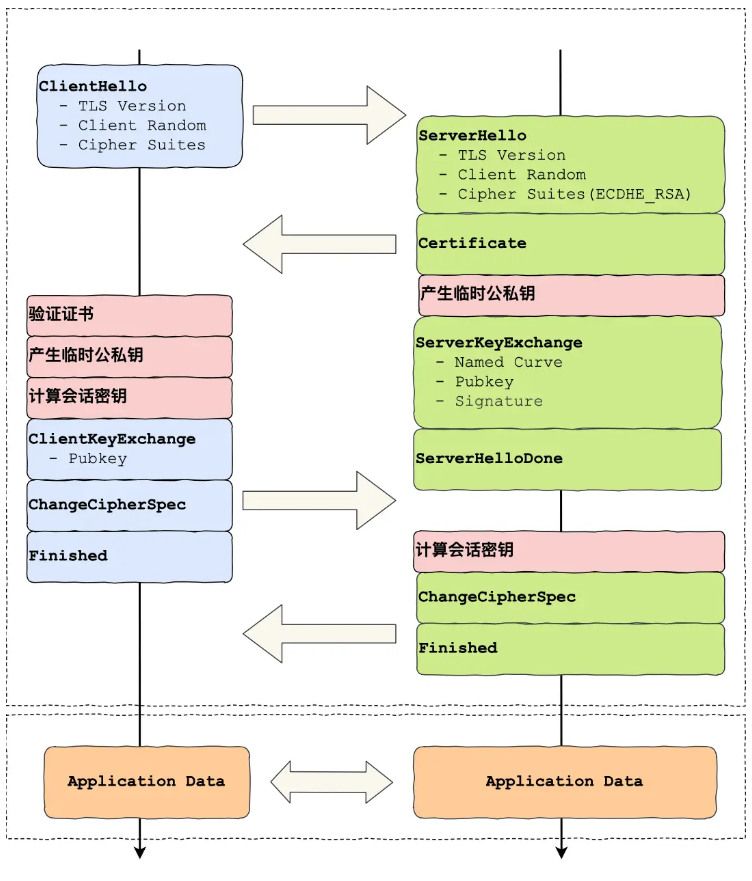 ClientHello
- TLS Version
- Client Random
- Cipher Suites
ServerHello
- TLS Version
- Client Random
- Cipher Suites(ECDHE_RSA)
Certificate
产生临时公私钥
ServerKeyExchange
- Named Curve
- Pubkey
- Signature
ServerHelloDone
验证证书
产生临时公私钥
计算会话密钥
ClientKeyExchange
- Pubkey
ChangeCipherSpec
Finished
计算会话密钥
ChangeCipherSpec
Finished
Application Data
Application Data